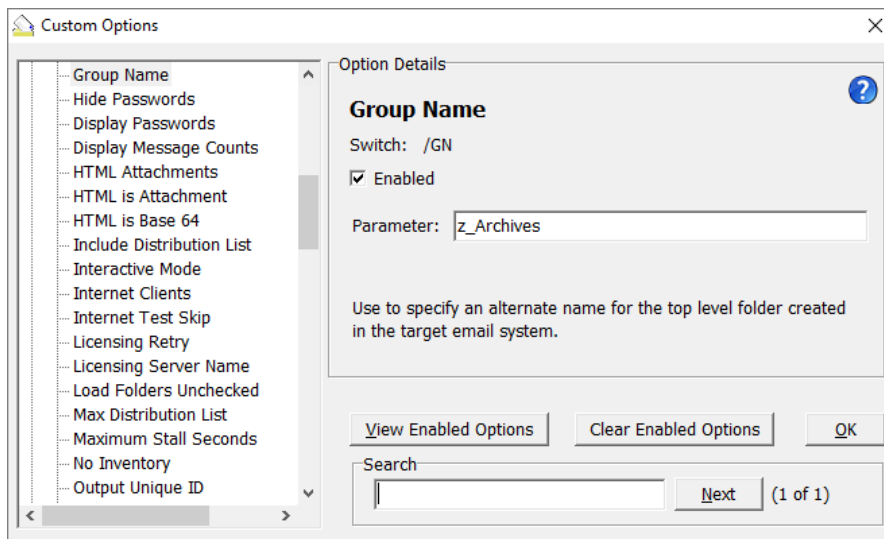 Custom Options
Group Name
Hide Passwords
Display Passwords
Display Message Counts
HTML Attachments
HTML is Attachment
HTML is Base 64
Include Distribution List
Interactive Mode
Internet Clients
Internet Test Skip
Licensing Retry
Licensing Server Name
Load Folders Unchecked
Max Distribution List
Maximum Stall Seconds
No Inventory
Output Unique ID
Option Details
Group Name
Switch: /GN
Enabled
Parameter: z_Archives
Use to specify an alternate name for the top level folder created
in the target email system.
View Enabled Options Clear Enabled Options OK
Search
Next (1 of 1)